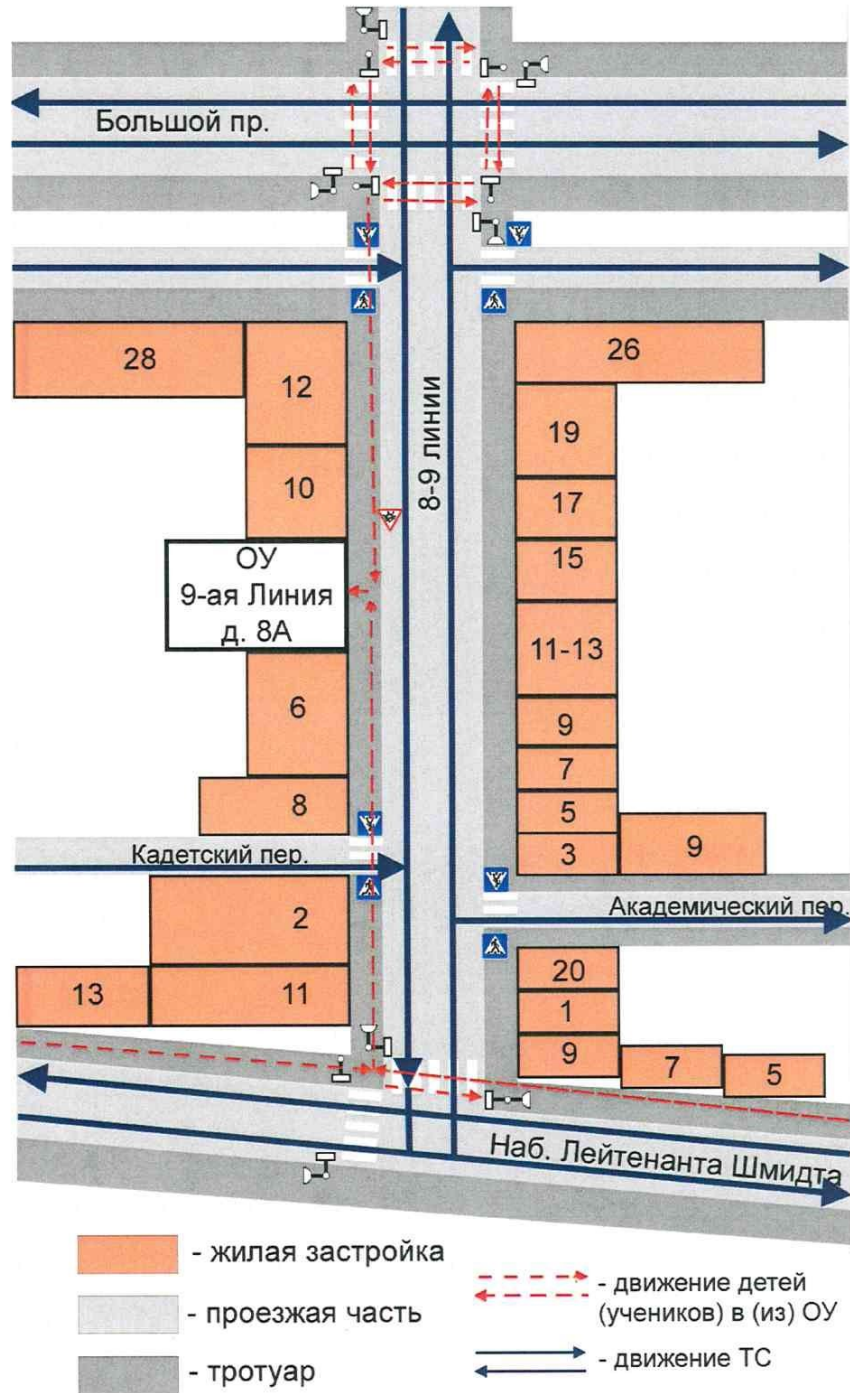 Большой пр.
28
12
26
19
10
17
8-9 линии
ОУ
9-ая Линия
д. 8А
15
11-13
6
9
7
8
5
3
9
Кадетский пер.
Академический пер.
2
20
13
11
1
9
7
5
Наб. Лейтенанта Шмидта
- жилая застройка
- проезжая часть
- тротуар
- движение детей
(учеников) в (из) ОУ
- движение ТС